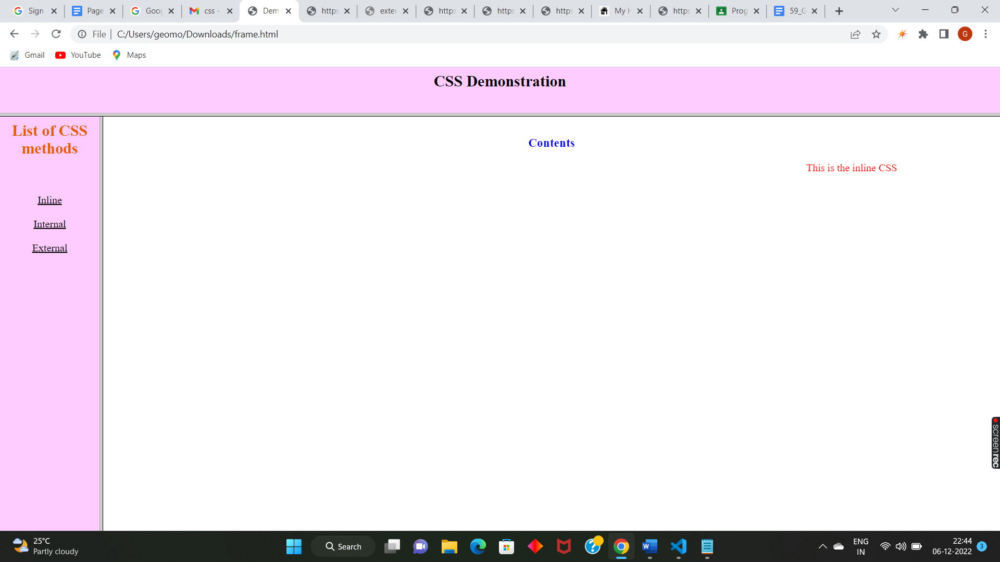 Sign
Page
Goog
css -
Dem
https
exter
https
https
https
My H
https
Prog
59_G
File | C:/Users/geomo/Downloads/frame.html
G
Gmail
YouTube
Maps
CSS Demonstration
List of CSS
methods
Inline
Internal
External
Contents
This is the inline CSS
screenrec
25°C
Partly cloudy
Search
ENG
IN
22:44
06-12-2022
3